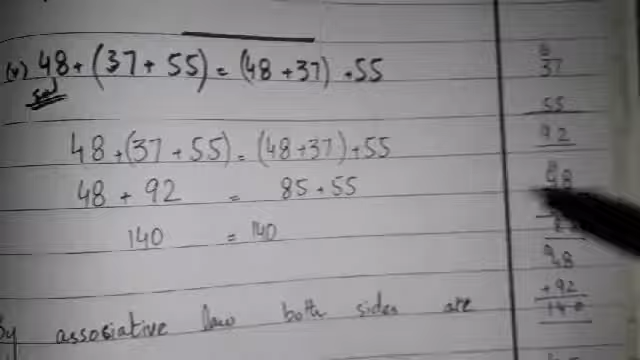 (v) 48 + (37 + 55) = (48 + 37) + 55
Sol
48 + (37 + 55) = (48 + 37) + 55
48 + 92 = 85 + 55
140 = 140
By associative law both sides are
37
55
92
48
+ 92
140